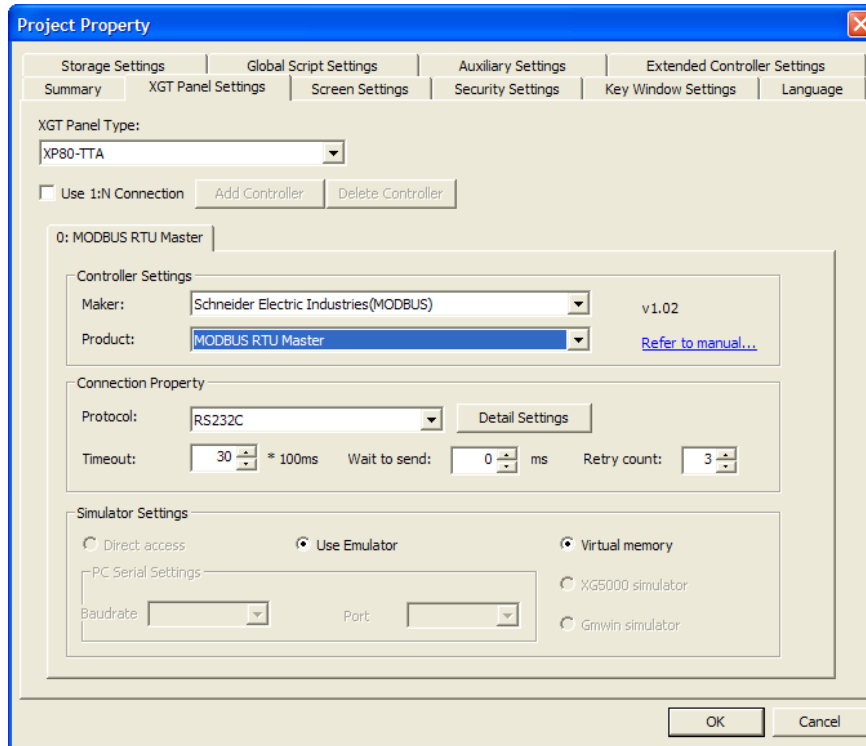 Project Property
Storage Settings Global Script Settings Auxiliary Settings Extended Controller Settings
Summary XGT Panel Settings Screen Settings Security Settings Key Window Settings Language
XGT Panel Type:
XP80-TTA
Use 1:N Connection Add Controller Delete Controller
0: MODBUS RTU Master
Controller Settings
Maker: Schneider Electric Industries(MODBUS) v1.02
Product: MODBUS RTU Master Refer to manual...
Connection Property
Protocol: RS232C Detail Settings
Timeout: 30 * 100ms Wait to send: 0 ms Retry count: 3
Simulator Settings
Direct access Use Emulator Virtual memory
PC Serial Settings
XG5000 simulator
Baudrate Port
Gmwin simulator
OK Cancel